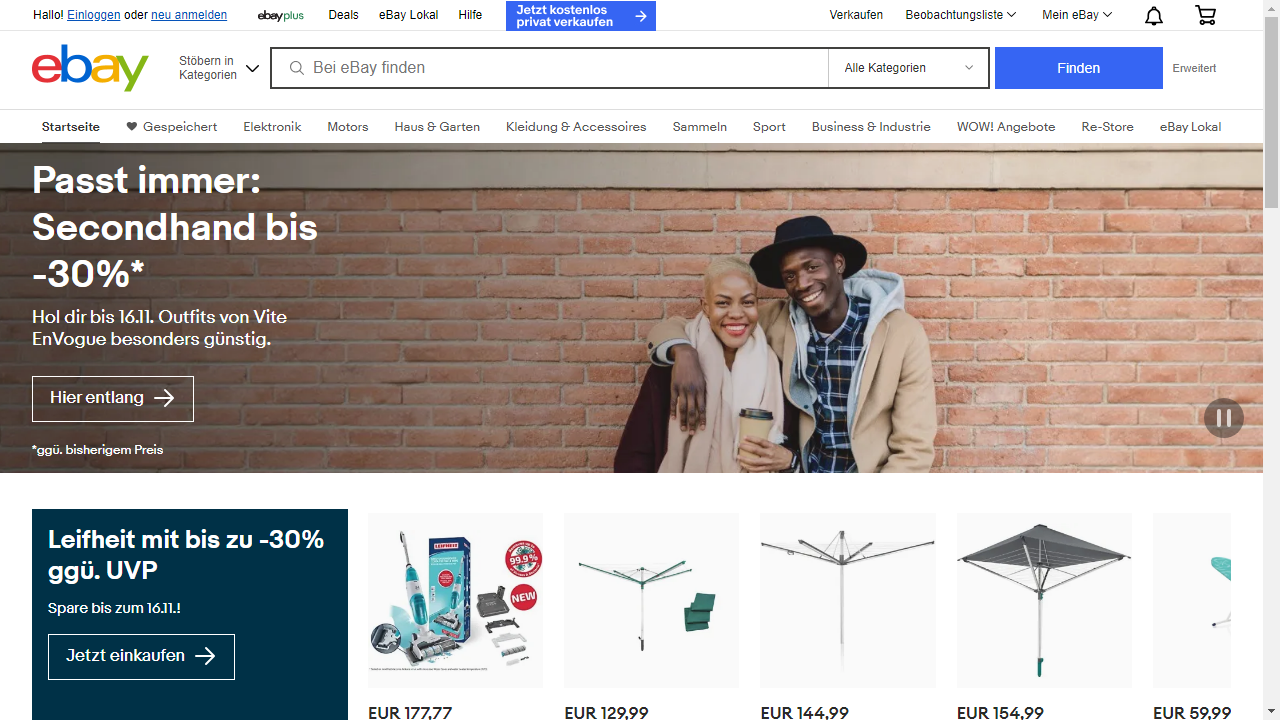 Hallo! Einloggen oder neu anmelden
ebayplus
Deals
eBay Lokal
Hilfe
Jetzt kostenlos
privat verkaufen
Verkaufen
Beobachtungsliste
Mein eBay
ebay
Stöbern in
Kategorien
Bei eBay finden
Alle Kategorien
Finden
Erweitert
Startseite
Gespeichert
Elektronik
Motors
Haus & Garten
Kleidung & Accessoires
Sammeln
Sport
Business & Industrie
WOW! Angebote
Re-Store
eBay Lokal
Passt immer:
Secondhand bis
-30%*
Hol dir bis 16.11. Outfits von Vite
EnVogue besonders günstig.
Hier entlang
*ggü. bisherigem Preis
Leifheit mit bis zu -30%
ggü. UVP
Spare bis zum 16.11.!
Jetzt einkaufen
LEIFHEIT
99.9%
NEW
EUR 177,77
EUR 129,99
EUR 144,99
EUR 154,99
EUR 59,99